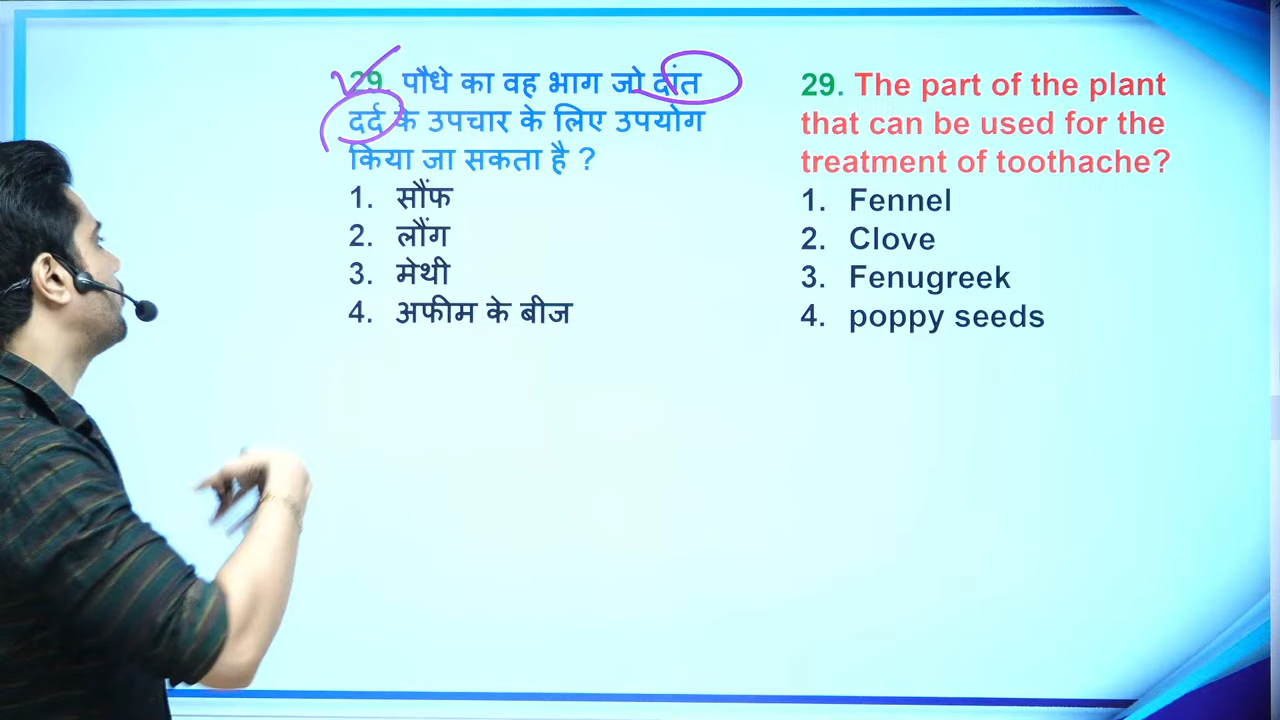 29. पौधे का वह भाग जो दांत
दर्द के उपचार के लिए उपयोग
किया जा सकता है ?
1. सौंफ
2. लौंग
3. मेथी
4. अफीम के बीज
29. The part of the plant
that can be used for the
treatment of toothache?
1. Fennel
2. Clove
3. Fenugreek
4. poppy seeds